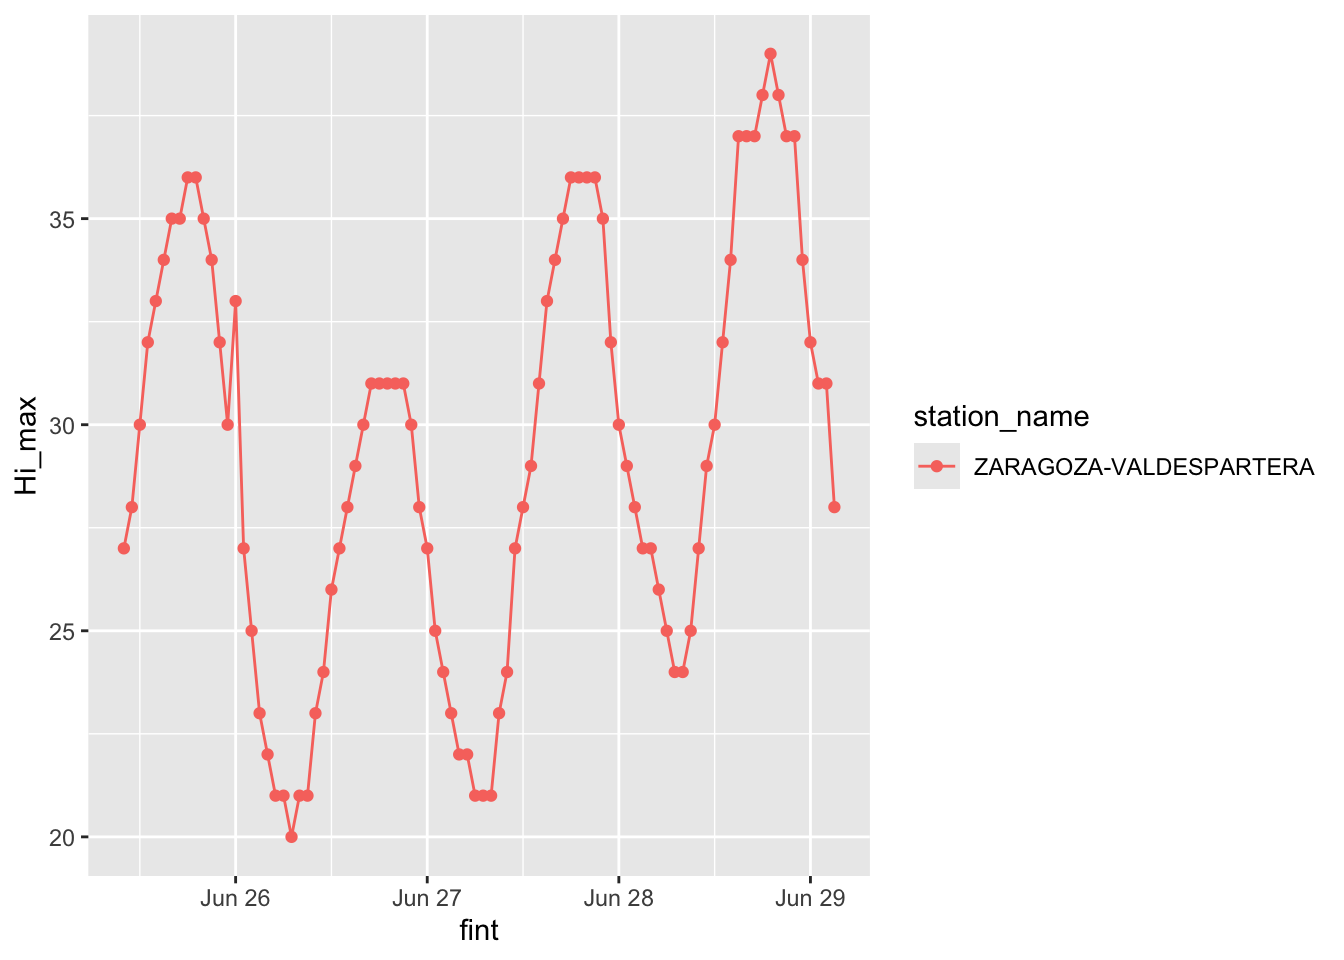 Hi_max
35
30
25
20
Jun 26
Jun 27
Jun 28
Jun 29
fint
station_name
ZARAGOZA-VALDESPARTERA